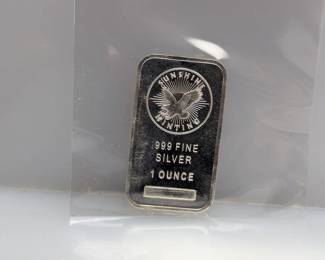 SUNSHINE
MINTING
999 FINE
SILVER
1 OUNCE